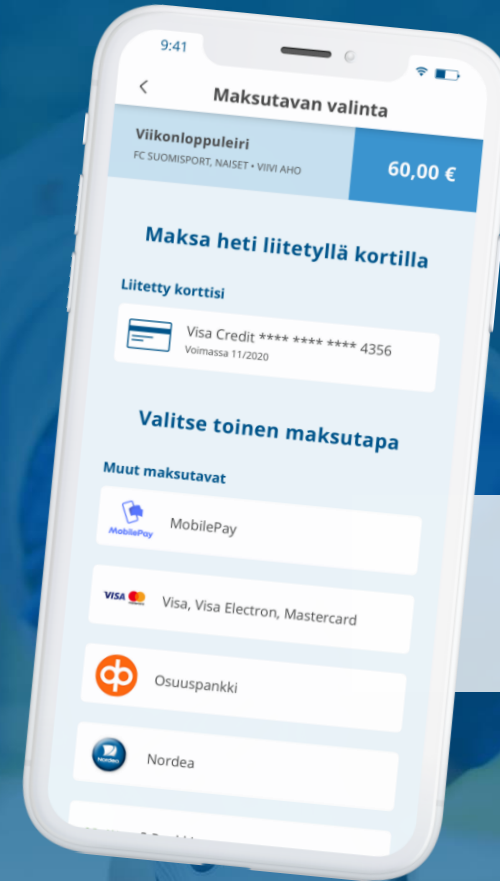 9:41
Maksutavan valinta
Viikonloppuleiri
FC SUOMISPORT, NAISET • VIIVI AHO
60,00 €
Maksa heti liitetyllä kortilla
Liitetty korttisi
Visa Credit **** **** **** 4356
Voimassa 11/2020
Valitse toinen maksutapa
Muut maksutavat
MobilePay
MobilePay
VISA
Visa, Visa Electron, Mastercard
Osuuspankki
Nordea
Nordea